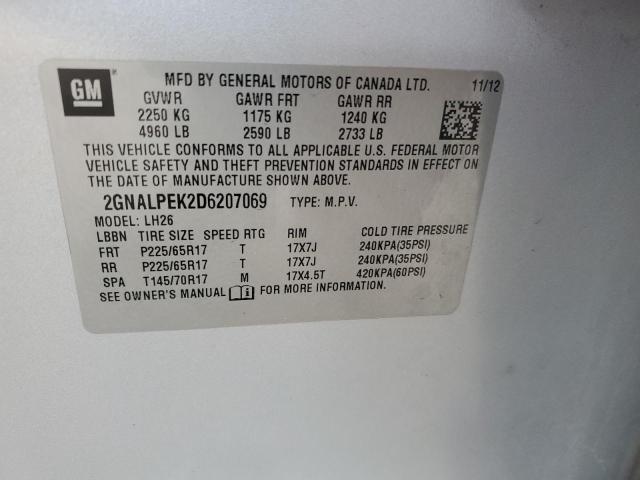 GM
MFD BY GENERAL MOTORS OF CANADA LTD. 11/12
GVWR GAWR FRT GAWR RR
2250 KG 1175 KG 1240 KG
4960 LB 2590 LB 2733 LB
THIS VEHICLE CONFORMS TO ALL APPLICABLE U.S. FEDERAL MOTOR
VEHICLE SAFETY AND THEFT PREVENTION STANDARDS IN EFFECT ON
THE DATE OF MANUFACTURE SHOWN ABOVE.
2GNALPEK2D6207069 TYPE: M.P.V.
MODEL: LH26
LBBN TIRE SIZE SPEED RTG RIM COLD TIRE PRESSURE
FRT P225/65R17 T 17X7J 240KPA(35PSI)
RR P225/65R17 T 17X7J 240KPA(35PSI)
SPA T145/70R17 M 17X4.5T 420KPA(60PSI)
SEE OWNER'S MANUAL FOR MORE INFORMATION.